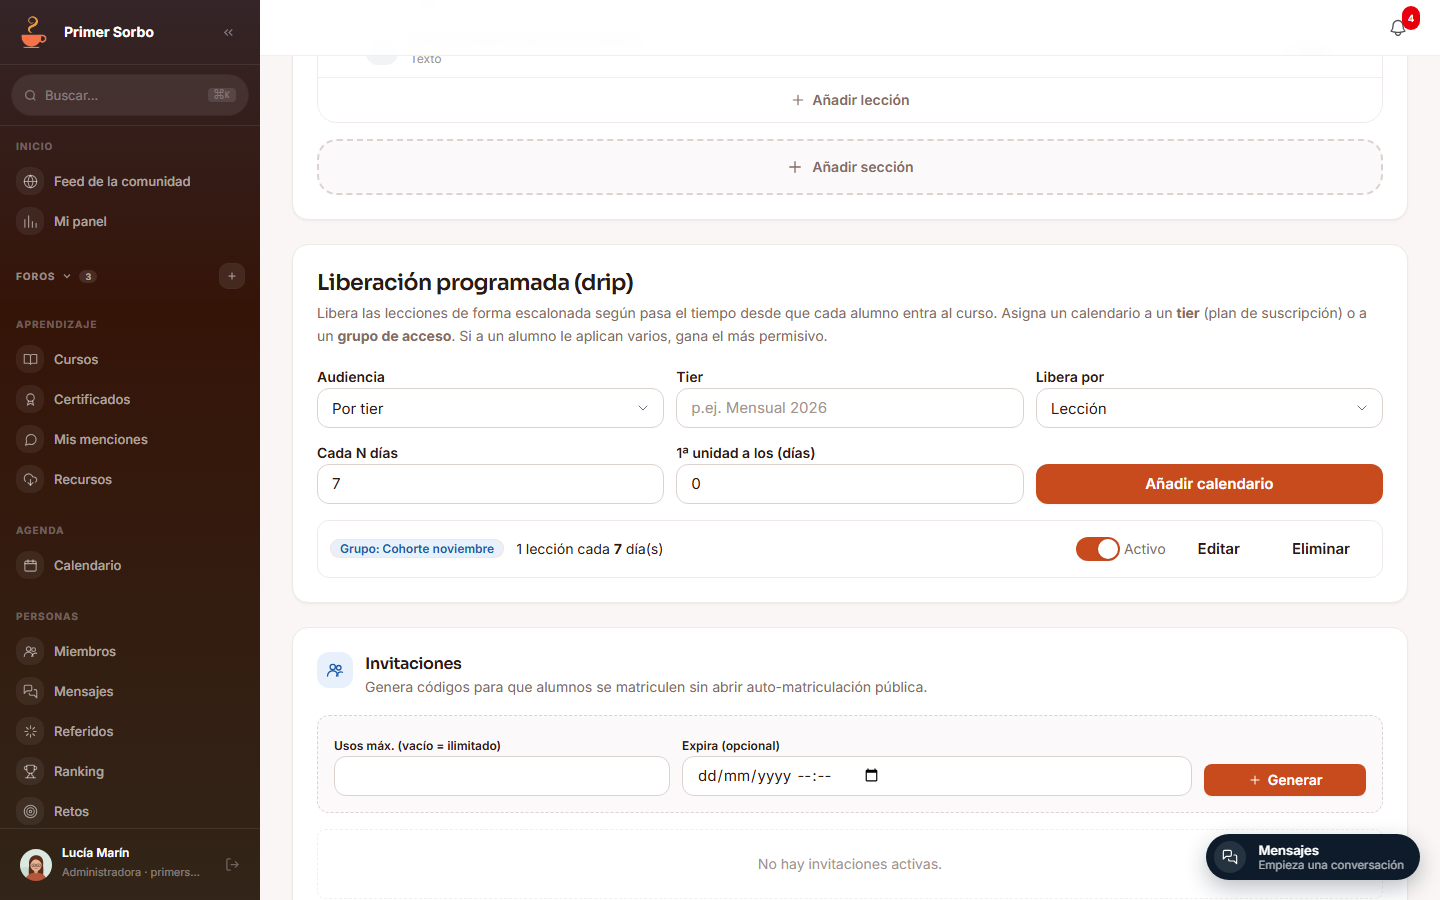 Primer Sorbo
Buscar...
⌘K
INICIO
Feed de la comunidad
Mi panel
FOROS 3
APRENDIZAJE
Cursos
Certificados
Mis menciones
Recursos
AGENDA
Calendario
PERSONAS
Miembros
Mensajes
Referidos
Ranking
Retos
Lucía Marín
Administradora · primers...
4
Texto
Añadir lección
Añadir sección
Liberación programada (drip)
Libera las lecciones de forma escalonada según pasa el tiempo desde que cada alumno entra al curso. Asigna un calendario a un tier (plan de suscripción) o a
un grupo de acceso. Si a un alumno le aplican varios, gana el más permisivo.
Audiencia
Por tier
Tier
p.ej. Mensual 2026
Libera por
Lección
Cada N días
7
1ª unidad a los (días)
0
Añadir calendario
Grupo: Cohorte noviembre
1 lección cada 7 día(s)
Activo
Editar
Eliminar
Invitaciones
Genera códigos para que alumnos se matriculen sin abrir auto-matriculación pública.
Usos máx. (vacío = ilimitado)
Expira (opcional)
dd/mm/yyyy --:--
Generar
No hay invitaciones activas.
Mensajes
Empieza una conversación